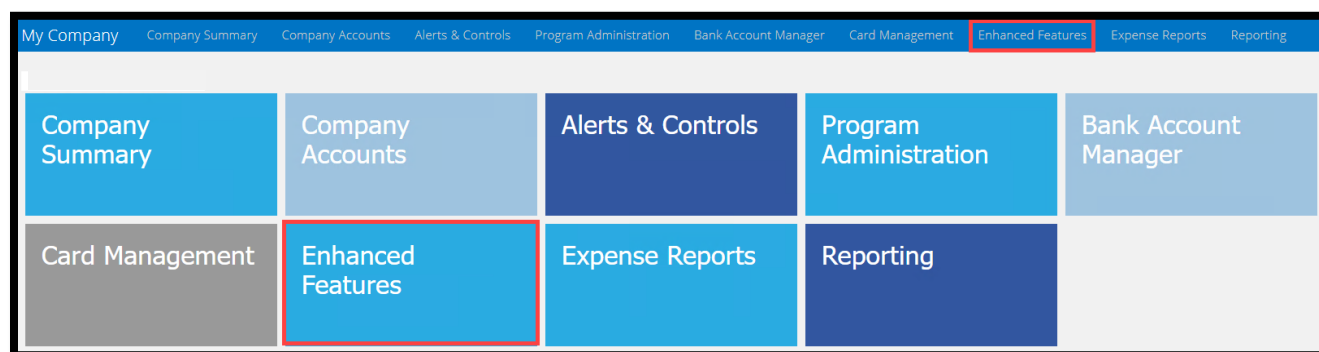 My Company Company Summary Company Accounts Alerts & Controls Program Administration Bank Account Manager Card Management Enhanced Features Expense Reports Reporting
Company
Summary
Company
Accounts
Alerts & Controls
Program
Administration
Bank Account
Manager
Card Management
Enhanced
Features
Expense Reports
Reporting